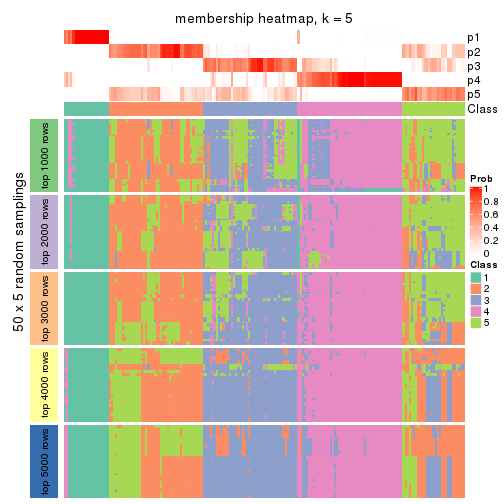 membership heatmap, k = 5
p1
p2
p3
p4
p5
Class
50 x 5 random samplings
top 1000 rows
top 2000 rows
top 3000 rows
top 4000 rows
top 5000 rows
Prob
1
0.8
0.6
0.4
0.2
0
Class
1
2
3
4
5